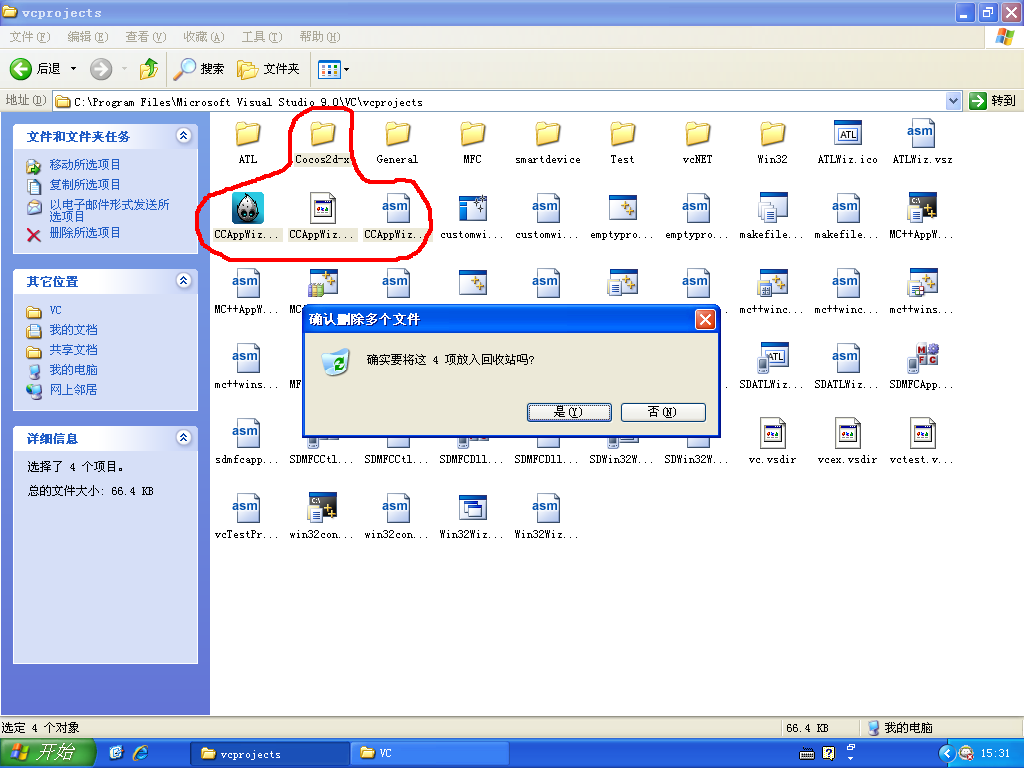 vcprojects
文件(F) 编辑(E) 查看(V) 收藏(A) 工具(T) 帮助(H)
后退 搜索 文件夹
地址(D) C:\Program Files\Microsoft Visual Studio 9.0\VC\vcprojects 转到
文件和文件夹任务
移动所选项目
复制所选项目
以电子邮件形式发送所
选项目
删除所选项目
其它位置
VC
我的文档
共享文档
我的电脑
网上邻居
详细信息
选择了 4 个项目。
总的文件大小: 66.4 KB
ATL Cocos2d-x General MFC smartdevice Test vcNET Win32 ATLWiz.ico ATLWiz.vsz
CCAppWiz... CCAppWiz... CCAppWiz... customwi... customwi... emptypro... emptypro... makefile... makefile... MC++AppW...
MC++AppW... mc++winc... mc++winc... mc++wins...
mc++wins... SDATLWiz... SDATLWiz... SDMFCApp...
sdmfcapp... SDMFCCtl... SDMFCCtl... SDMFCDll... SDMFCDll... SDWin32W... SDWin32W... vc.vsdir vcex.vsdir vctest.v...
vcTestPr... win32con... win32con... Win32Wiz... Win32Wiz...
确认删除多个文件
确实要将这 4 项放入回收站吗?
是(Y) 否(N)
选定 4 个对象 66.4 KB 我的电脑
开始 vcprojects VC 15:31